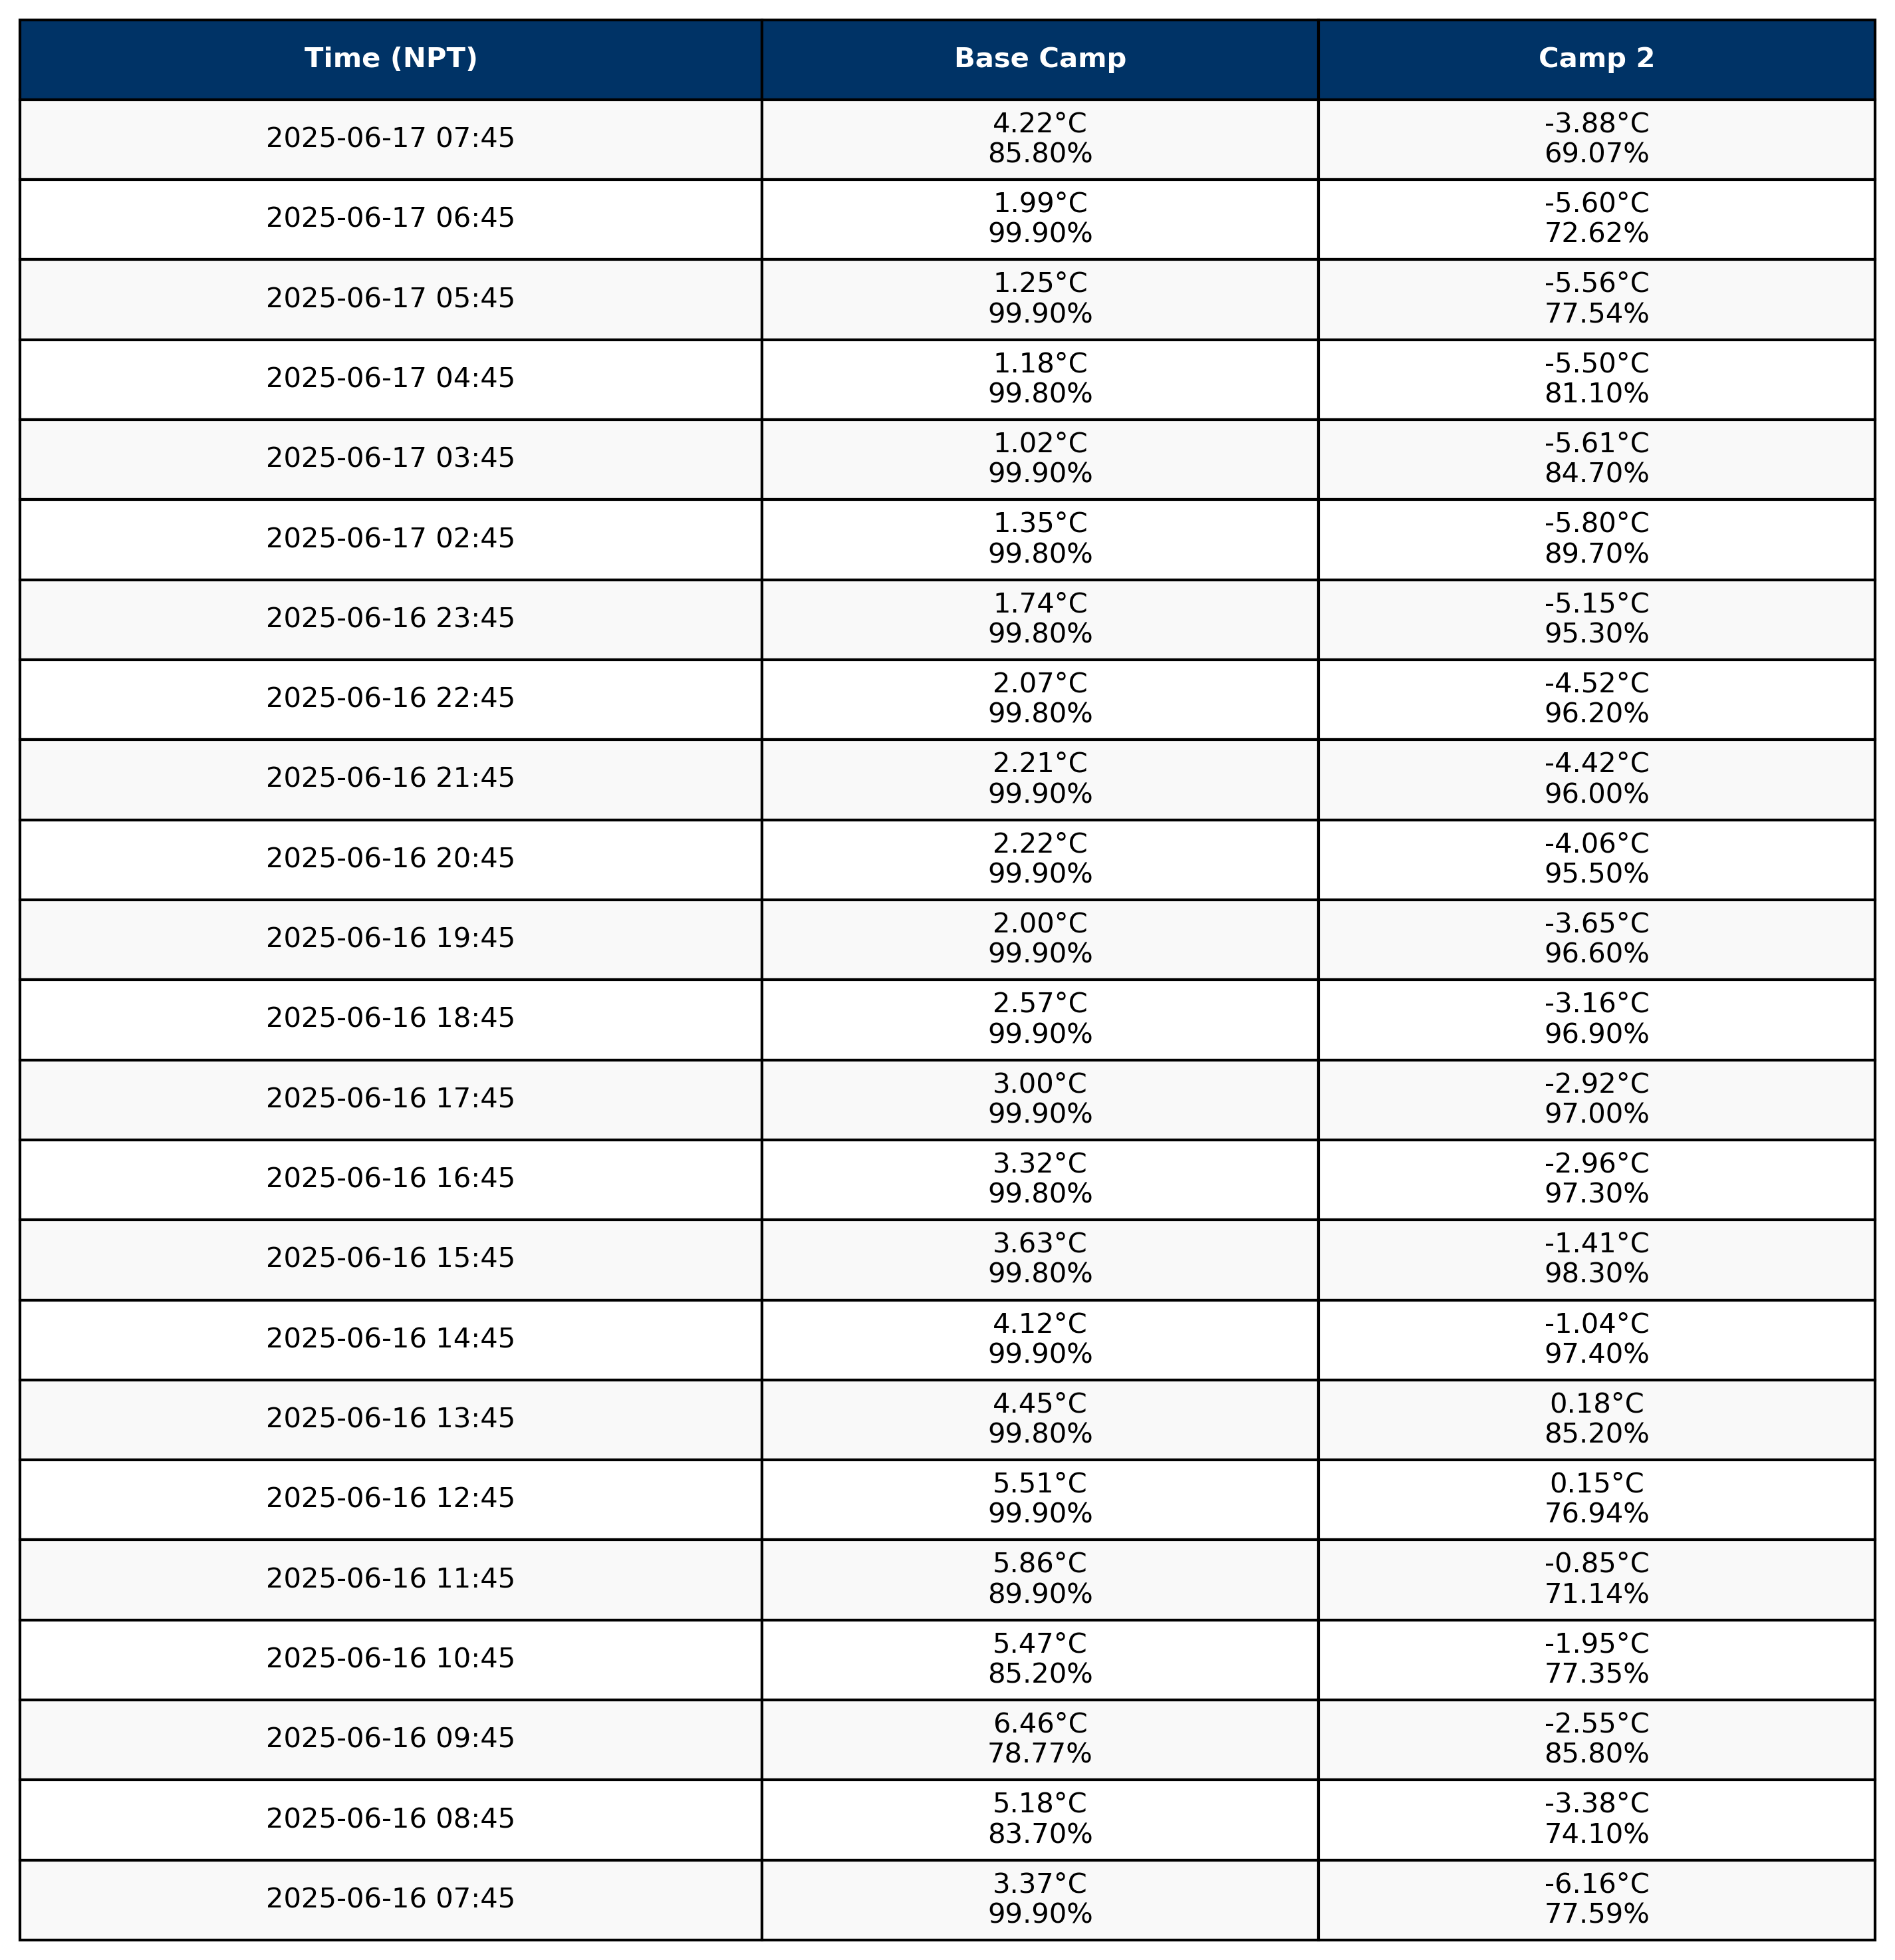 Time (NPT) Base Camp Camp 2
2025-06-17 07:45 4.22°C -3.88°C
85.80% 69.07%
2025-06-17 06:45 1.99°C -5.60°C
99.90% 72.62%
2025-06-17 05:45 1.25°C -5.56°C
99.90% 77.54%
2025-06-17 04:45 1.18°C -5.50°C
99.80% 81.10%
2025-06-17 03:45 1.02°C -5.61°C
99.90% 84.70%
2025-06-17 02:45 1.35°C -5.80°C
99.80% 89.70%
2025-06-16 23:45 1.74°C -5.15°C
99.80% 95.30%
2025-06-16 22:45 2.07°C -4.52°C
99.80% 96.20%
2025-06-16 21:45 2.21°C -4.42°C
99.90% 96.00%
2025-06-16 20:45 2.22°C -4.06°C
99.90% 95.50%
2025-06-16 19:45 2.00°C -3.65°C
99.90% 96.60%
2025-06-16 18:45 2.57°C -3.16°C
99.90% 96.90%
2025-06-16 17:45 3.00°C -2.92°C
99.90% 97.00%
2025-06-16 16:45 3.32°C -2.96°C
99.80% 97.30%
2025-06-16 15:45 3.63°C -1.41°C
99.80% 98.30%
2025-06-16 14:45 4.12°C -1.04°C
99.90% 97.40%
2025-06-16 13:45 4.45°C 0.18°C
99.80% 85.20%
2025-06-16 12:45 5.51°C 0.15°C
99.90% 76.94%
2025-06-16 11:45 5.86°C -0.85°C
89.90% 71.14%
2025-06-16 10:45 5.47°C -1.95°C
85.20% 77.35%
2025-06-16 09:45 6.46°C -2.55°C
78.77% 85.80%
2025-06-16 08:45 5.18°C -3.38°C
83.70% 74.10%
2025-06-16 07:45 3.37°C -6.16°C
99.90% 77.59%